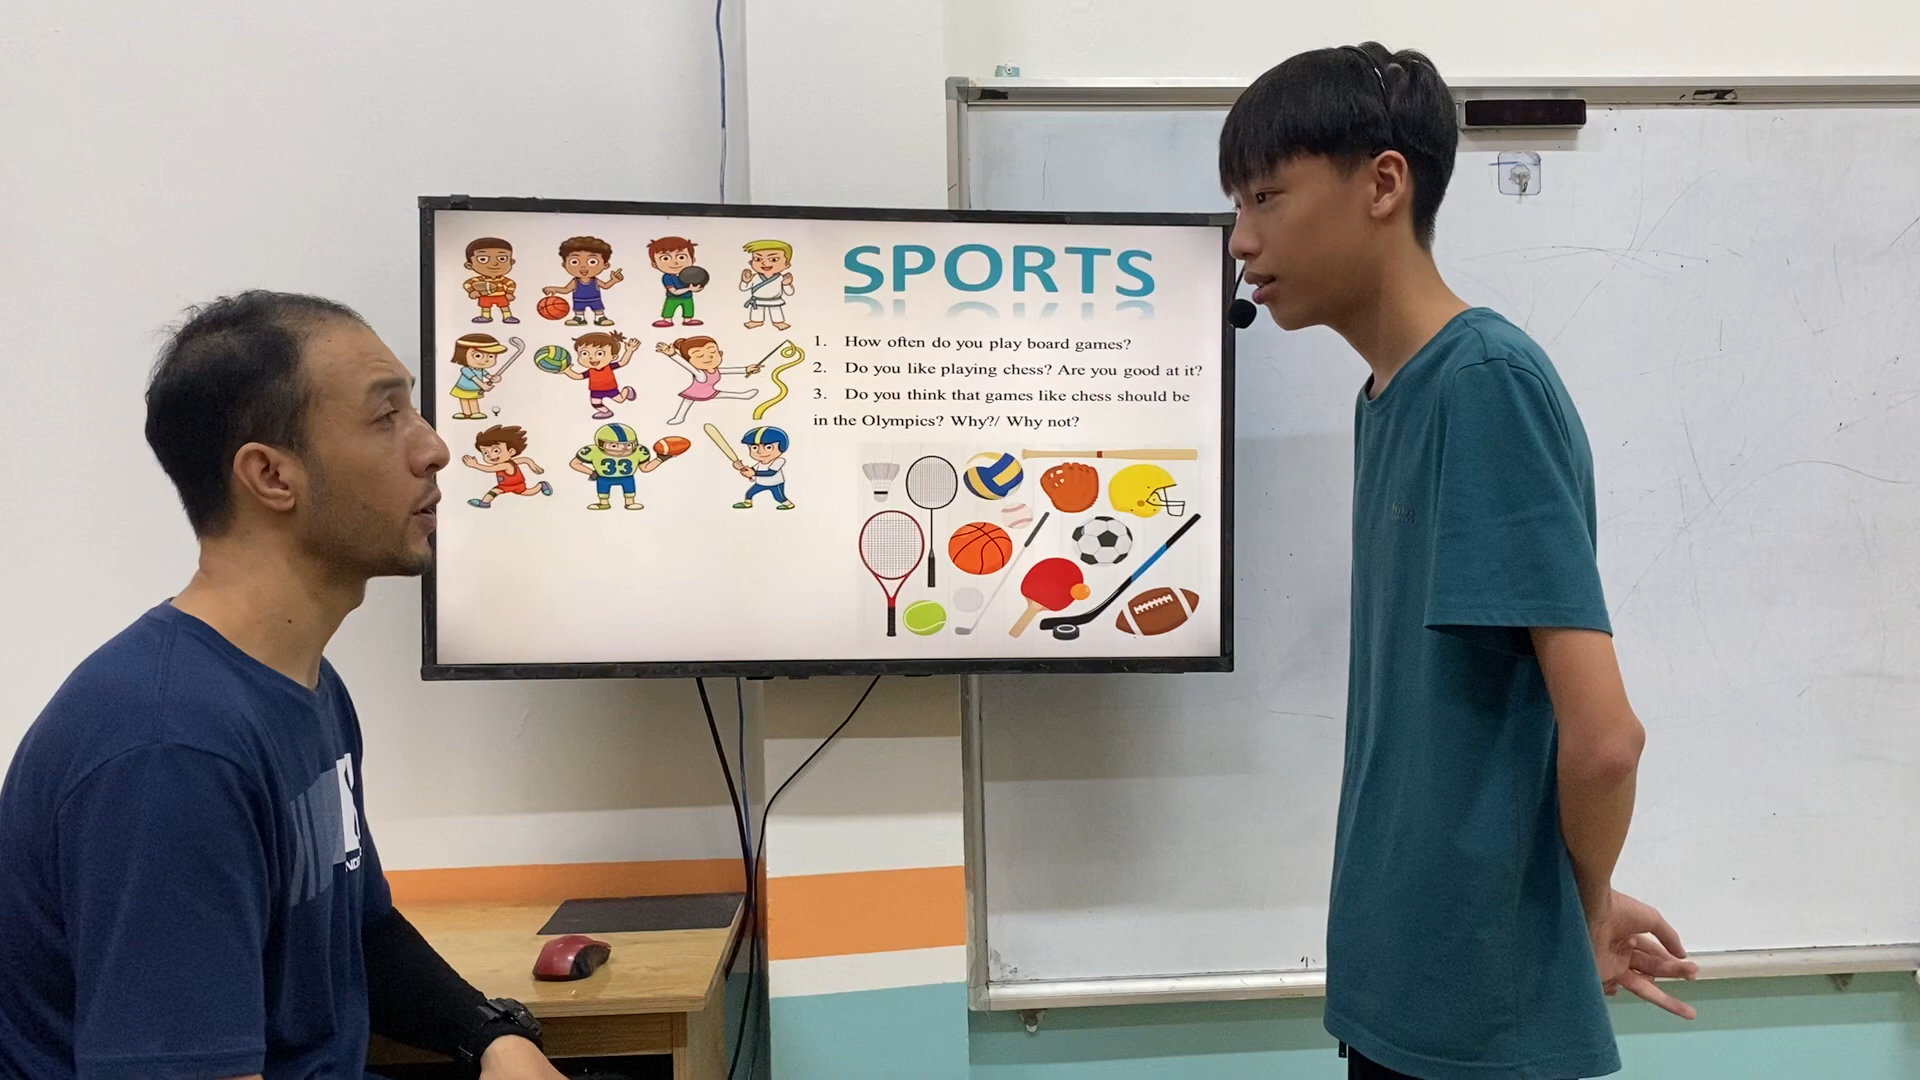 SPORTS
1. How often do you play board games?
2. Do you like playing chess? Are you good at it?
3. Do you think that games like chess should be
in the Olympics? Why?/ Why not?
33